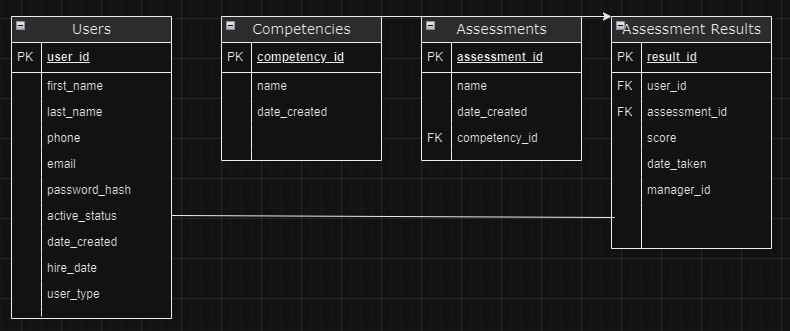 Users
PK user_id
first_name
last_name
phone
email
password_hash
active_status
date_created
hire_date
user_type
Competencies
PK competency_id
name
date_created
Assessments
PK assessment_id
name
date_created
FK competency_id
Assessment Results
PK result_id
FK user_id
FK assessment_id
score
date_taken
manager_id